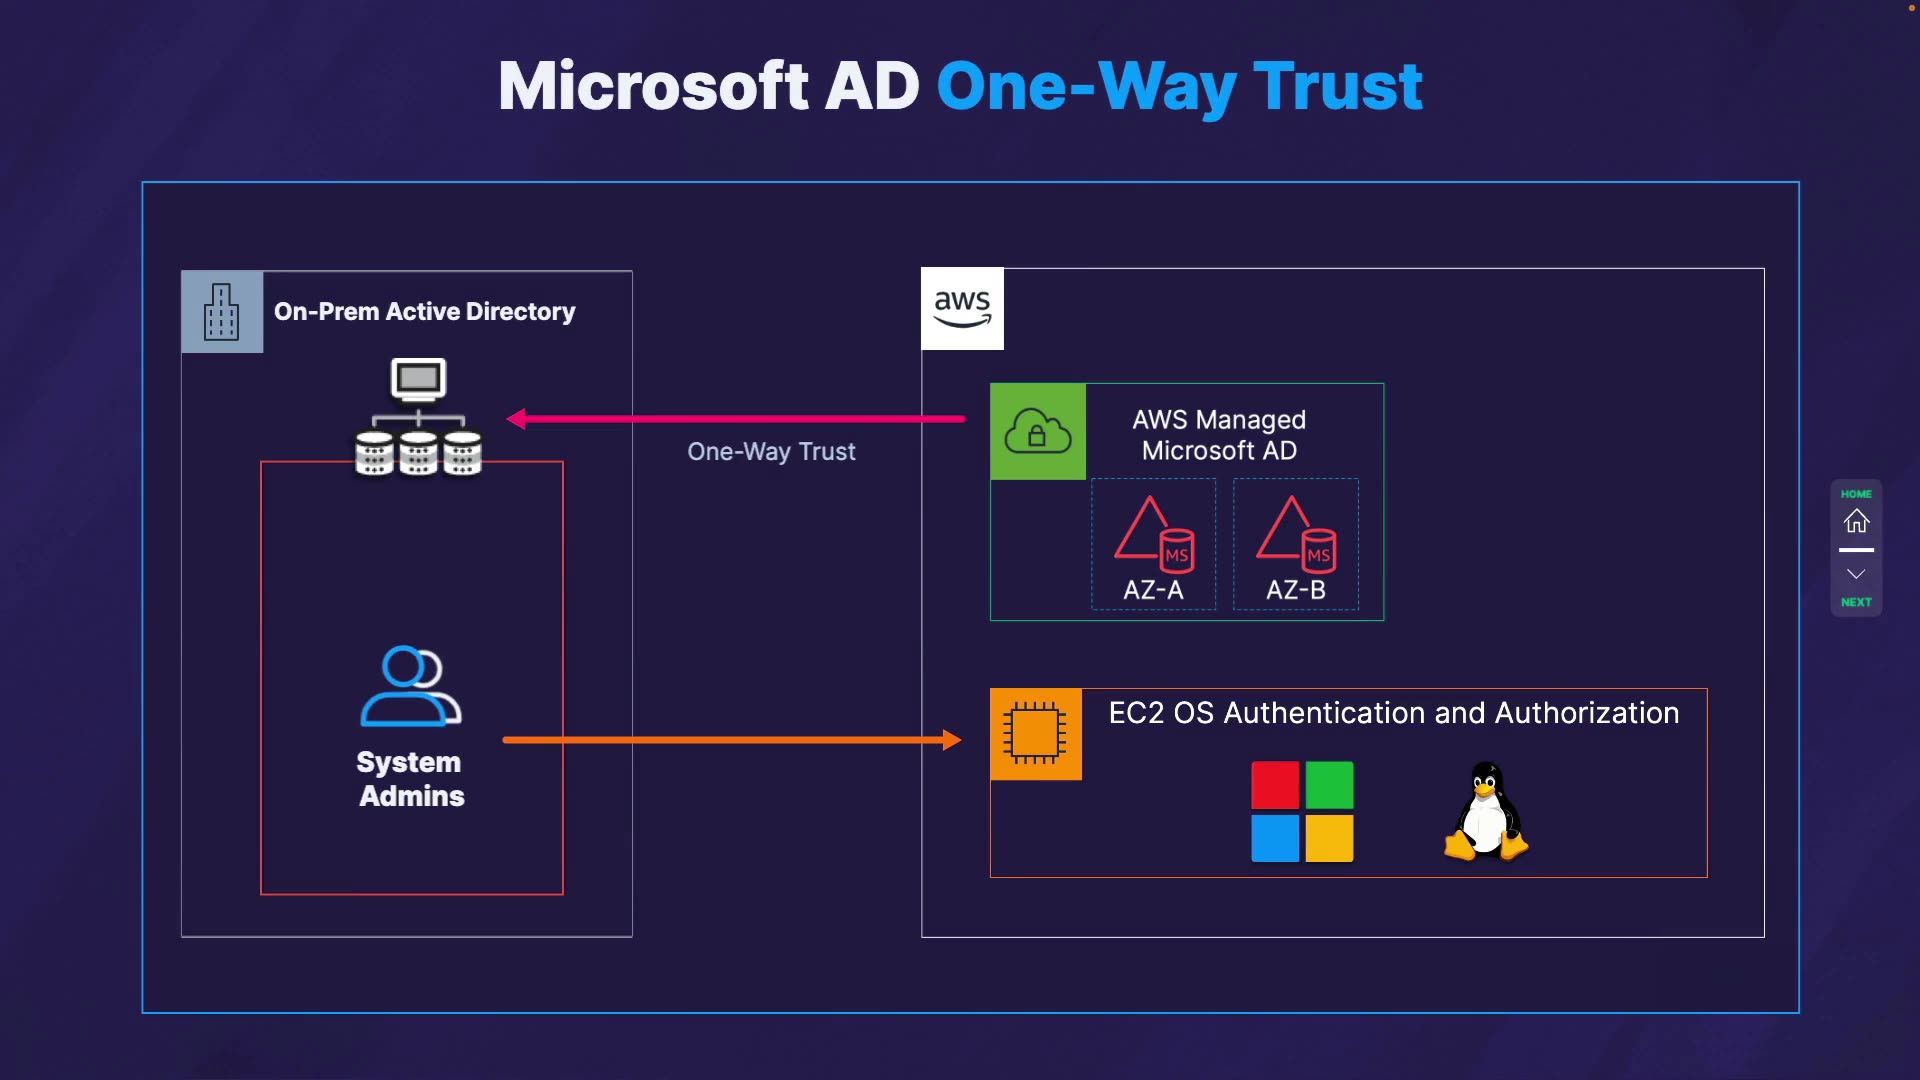 Microsoft AD One-Way Trust
On-Prem Active Directory
aws
AWS Managed
Microsoft AD
One-Way Trust
MS
MS
AZ-A
AZ-B
HOME
NEXT
EC2 OS Authentication and Authorization
System
Admins